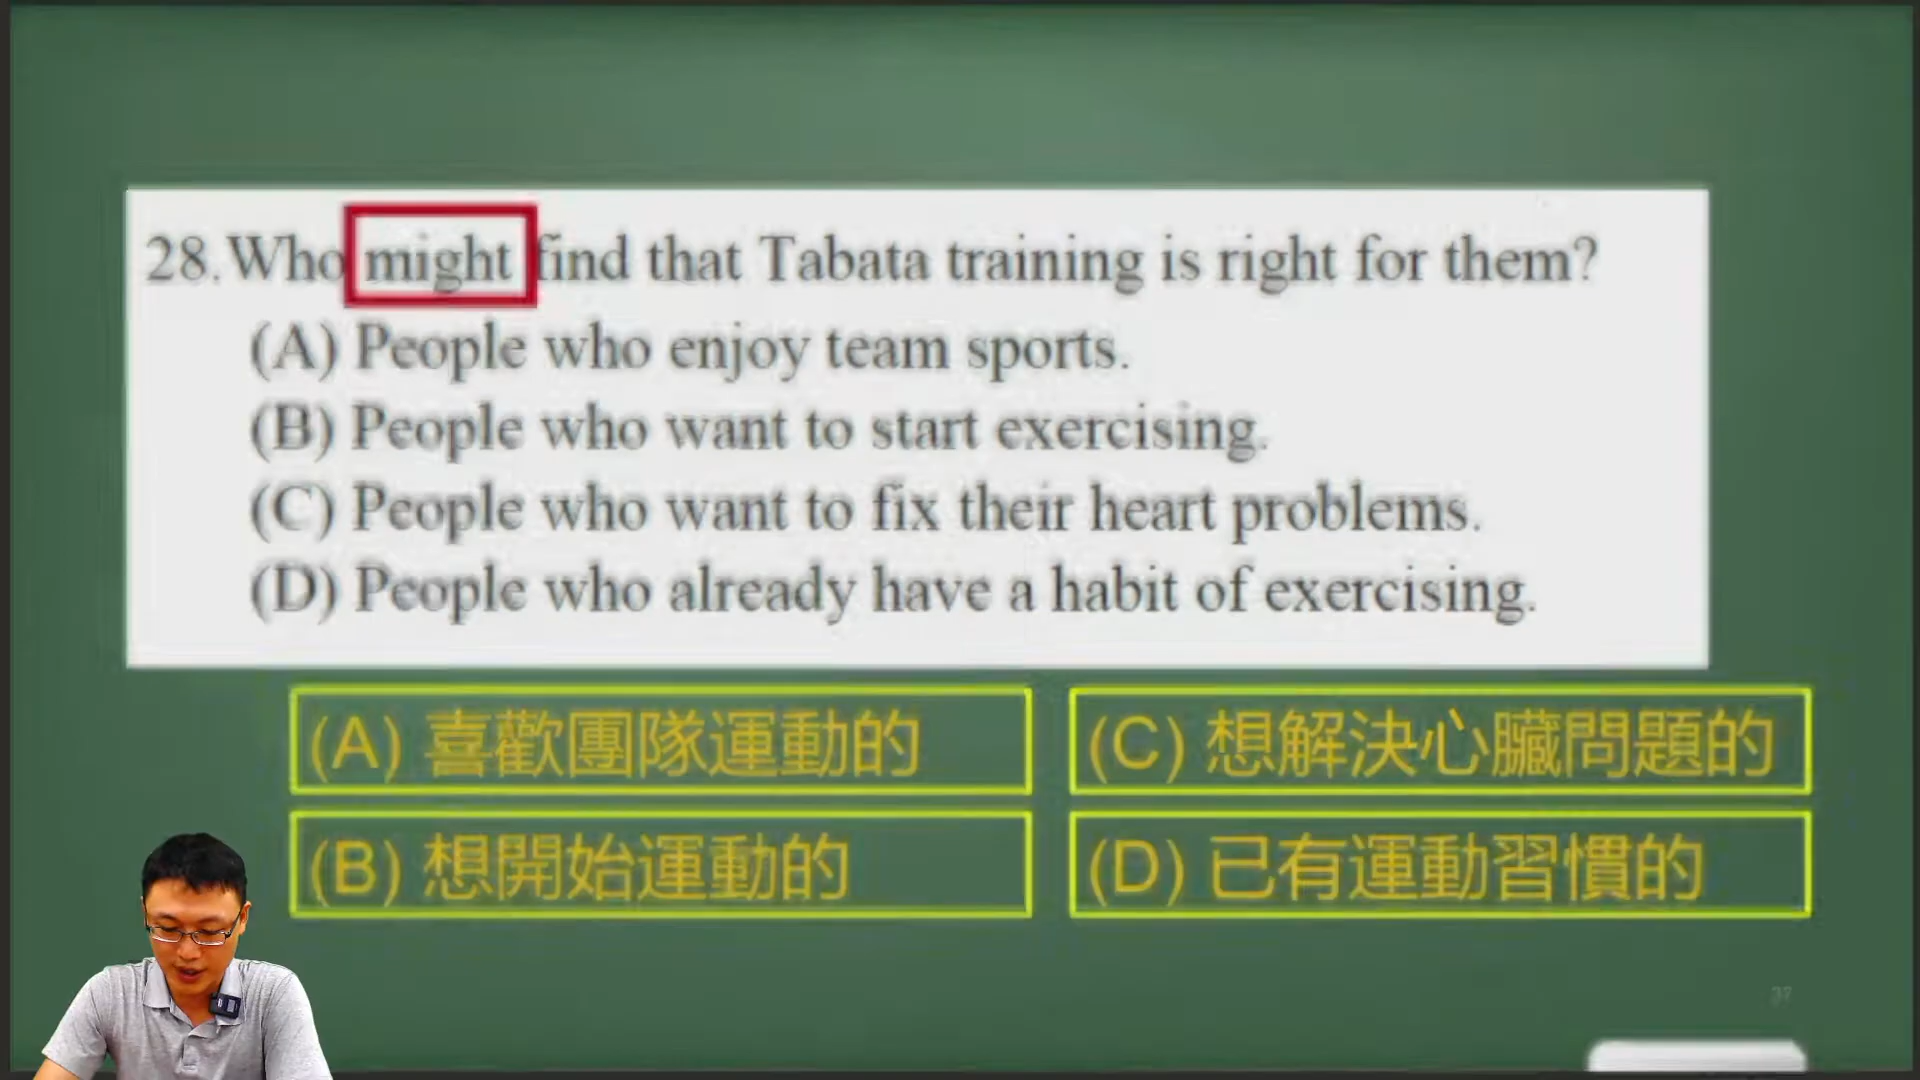 28.Who might find that Tabata training is right for them?
(A) People who enjoy team sports.
(B) People who want to start exercising.
(C) People who want to fix their heart problems.
(D) People who already have a habit of exercising.
(A) 喜歡團隊運動的
(C) 想解決心臟問題的
(B) 想開始運動的
(D) 已有運動習慣的
37